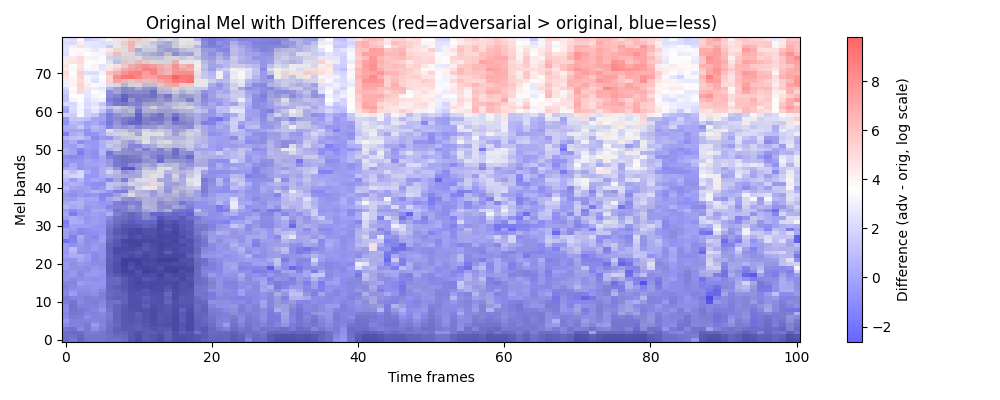 Original Mel with Differences (red=adversarial > original, blue=less)
70
60
50
40
30
20
10
0
Mel bands
0 20 40 60 80 100
Time frames
8
6
4
2
0
−2
Difference (adv - orig, log scale)